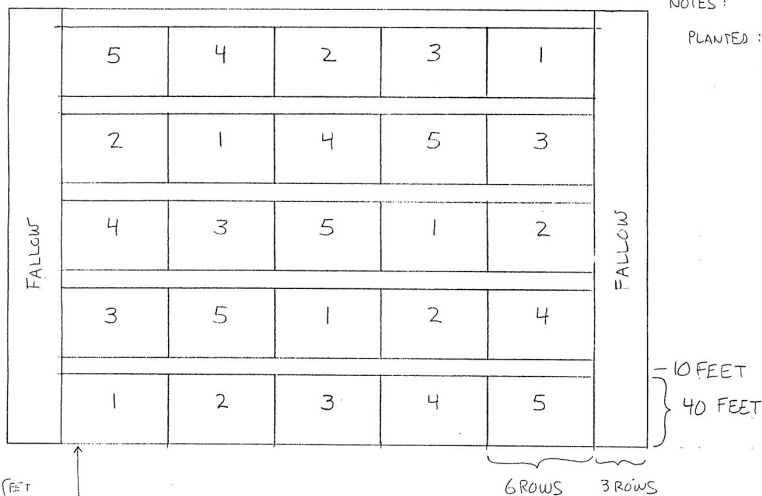 NOTES:
PLANTED:
5 4 2 3 1
2 1 4 5 3
FALLOW
4 3 5 1 2
FALLOW
3 5 1 2 4
10 FEET
1 2 3 4 5
40 FEET
FEET
6 ROWS
3 ROWS